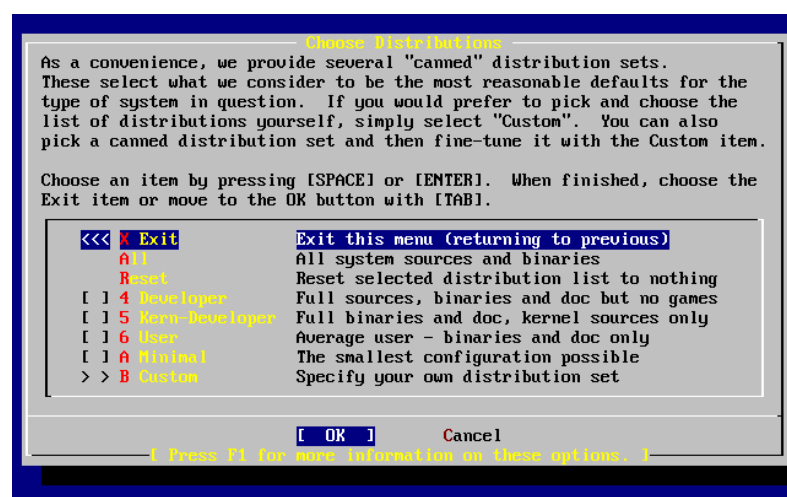 Choose Distributions
As a convenience, we provide several "canned" distribution sets.
These select what we consider to be the most reasonable defaults for the
type of system in question.  If you would prefer to pick and choose the
list of distributions yourself, simply select "Custom".  You can also
pick a canned distribution set and then fine-tune it with the Custom item.
Choose an item by pressing [SPACE] or [ENTER].  When finished, choose the
Exit item or move to the OK button with [TAB].
<<< X Exit Exit this menu (returning to previous)
All All system sources and binaries
Reset Reset selected distribution list to nothing
[ ] 4 Developer Full sources, binaries and doc but no games
[ ] 5 Kern-Developer Full binaries and doc, kernel sources only
[ ] 6 User Average user - binaries and doc only
[ ] A Minimal The smallest configuration possible
> > B Custom Specify your own distribution set
[ OK ] Cancel
[ Press F1 for more information on these options. ]